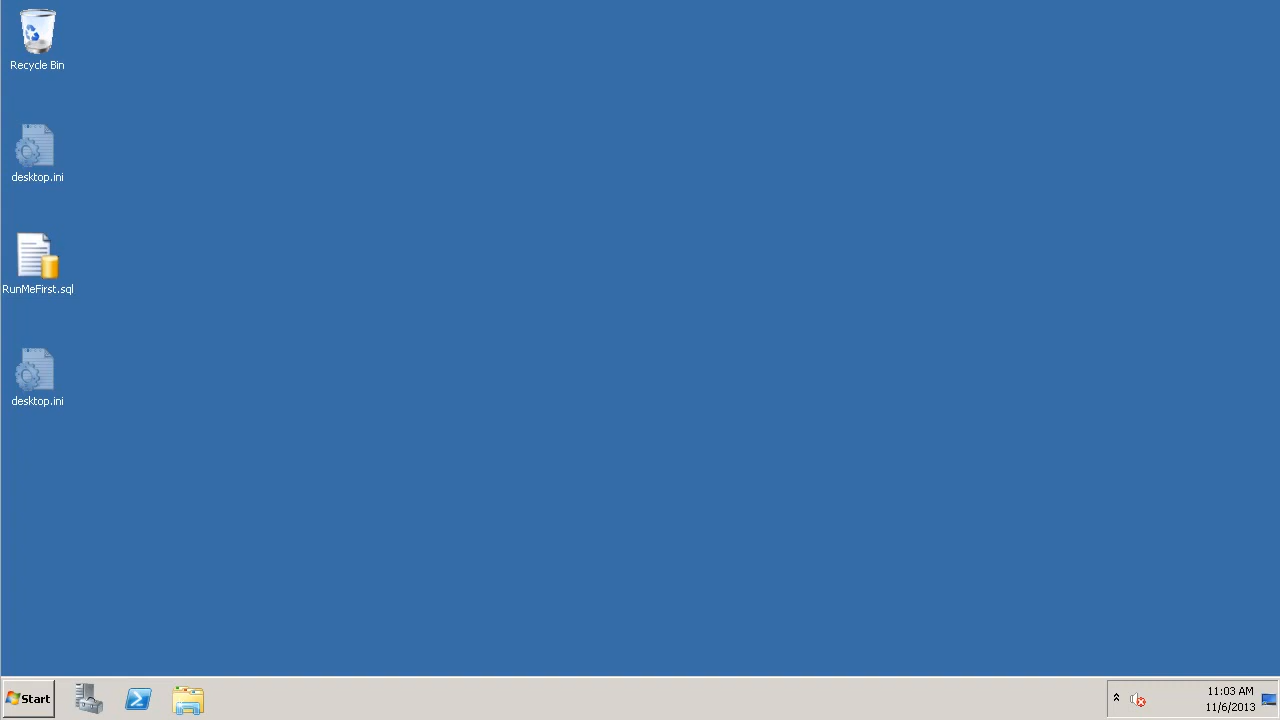 Recycle Bin
desktop.ini
RunMeFirst.sql
desktop.ini
Start
11:03 AM
11/6/2013